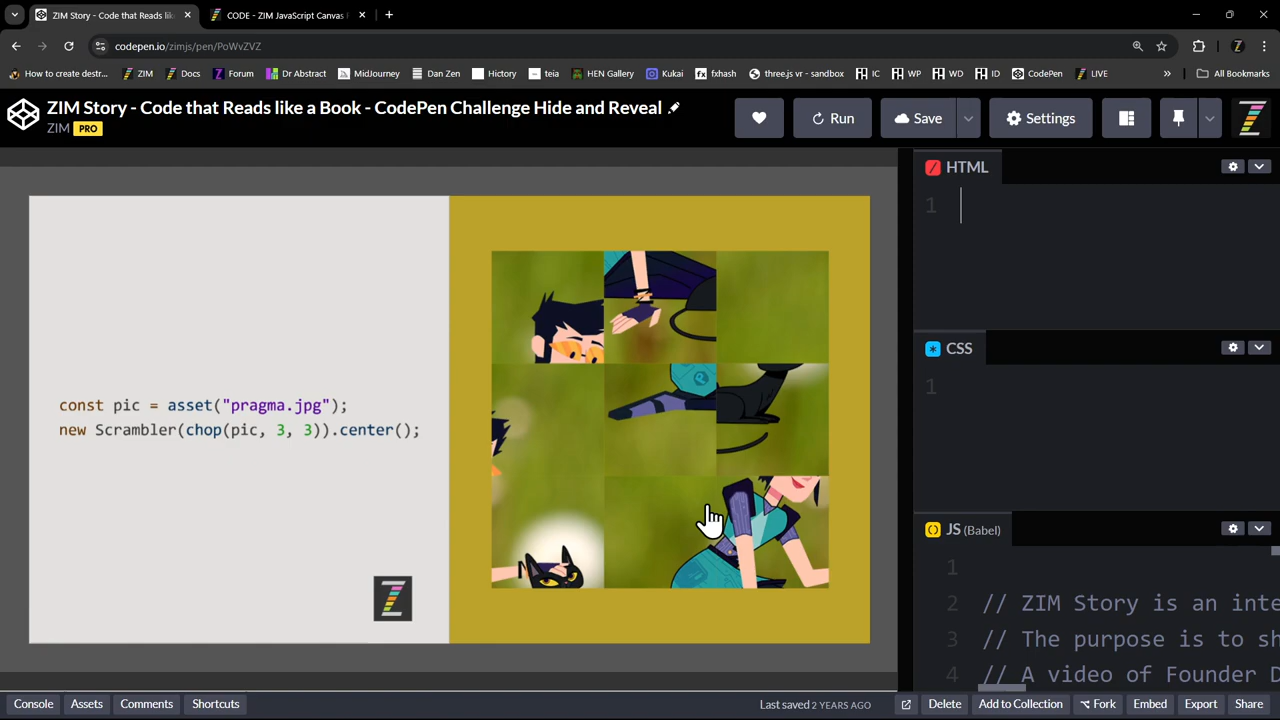 ZIM Story - Code that Reads lik
CODE - ZIM JavaScript Canvas
codepen.io/zimjs/pen/PoWvZVZ
How to create destr...
ZIM
Docs
Forum
Dr Abstract
MidJourney
Dan Zen
Hictory
teia
HEN Gallery
Kukai
fxhash
three.js vr - sandbox
IC
WP
WD
ID
CodePen
LIVE
All Bookmarks
ZIM Story - Code that Reads like a Book - CodePen Challenge Hide and Reveal
ZIM PRO
Run
Save
Settings
HTML
1
const pic = asset("pragma.jpg");
new Scrambler(chop(pic, 3, 3)).center();
CSS
1
JS (Babel)
1
2 // ZIM Story is an inte
3 // The purpose is to sh
4 // A video of Founder D
Console
Assets
Comments
Shortcuts
Last saved 2 YEARS AGO
Delete
Add to Collection
Fork
Embed
Export
Share